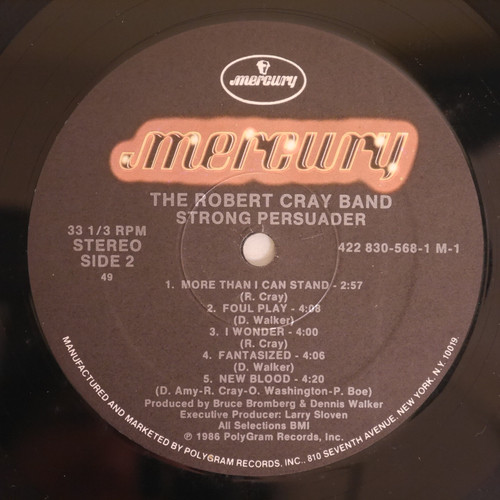 mercury
mercury
THE ROBERT CRAY BAND
STRONG PERSUADER
33 1/3 RPM
STEREO
SIDE 2
49
422 830-568-1 M-1
1. MORE THAN I CAN STAND - 2:57
(R. Cray)
2. FOUL PLAY - 4:08
(D. Walker)
3. I WONDER - 4:00
(R. Cray)
4. FANTASIZED - 4:06
(D. Walker)
5. NEW BLOOD - 4:20
(D. Amy-R. Cray-O. Washington-P. Boe)
Produced by Bruce Bromberg & Dennis Walker
Executive Producer: Larry Sloven
All Selections BMI
℗ 1986 PolyGram Records, Inc.
MANUFACTURED AND MARKETED BY POLYGRAM RECORDS, INC., 810 SEVENTH AVENUE, NEW YORK, N.Y. 10019.